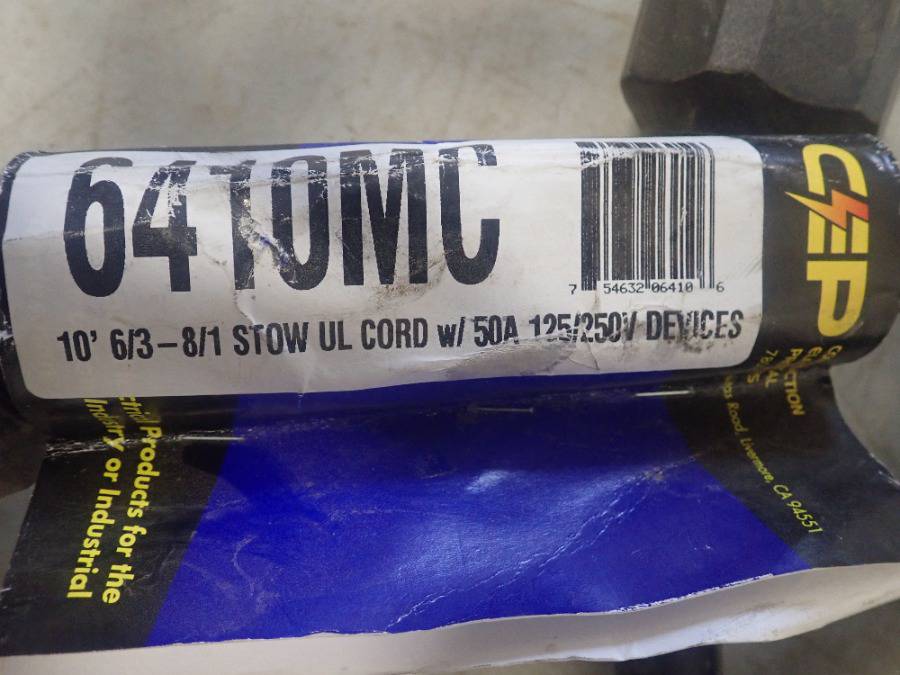 6410MC
7 54632 06410 6
10' 6/3-8/1 STOW UL CORD w/ 50A 125/250V DEVICES
CEP
Road, Livermore, CA 94551
Products for the
Industry or Industrial